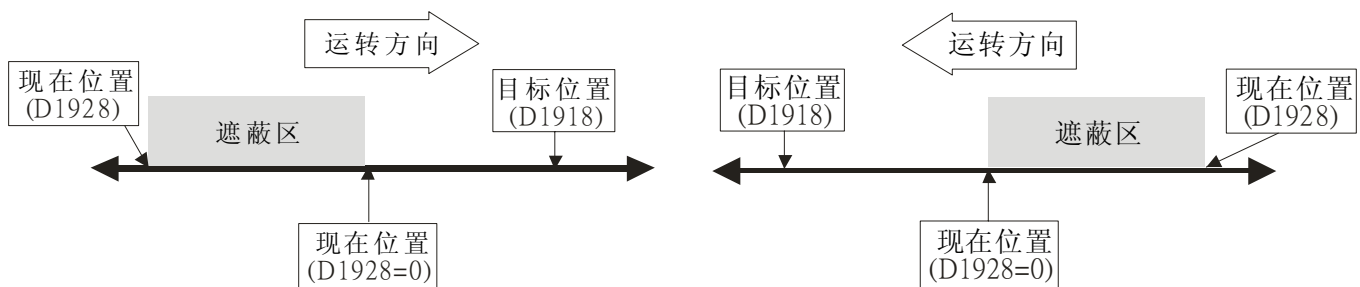 运转方向
现在位置
(D1928)
遮蔽区
目标位置
(D1918)
现在位置
(D1928=0)
运转方向
目标位置
(D1918)
遮蔽区
现在位置
(D1928)
现在位置
(D1928=0)